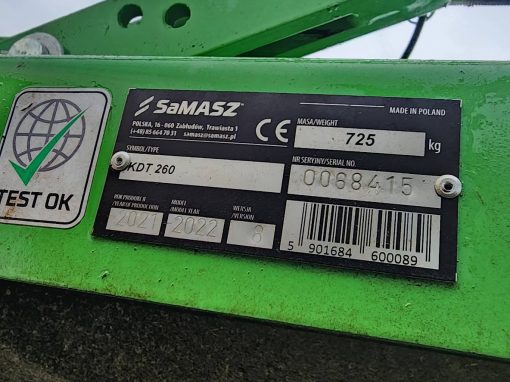 SaMASZ
POLSKA, 16 - 060 Zabłudów, Trawiasta 1
(+48) 85 664 70 31 samasz@samasz.pl
CE
MASA/WEIGHT
MADE IN POLAND
725 kg
SYMBOL/TYPE
KDT 260
NR SERYJNY/SERIAL NO.
0068415
ROK PRODUKCJI
/YEAR OF PRODUCTION
2021
MODEL
/MODEL YEAR
2022
WERSJA
/VERSION
8
5 901684 600089
TEST OK